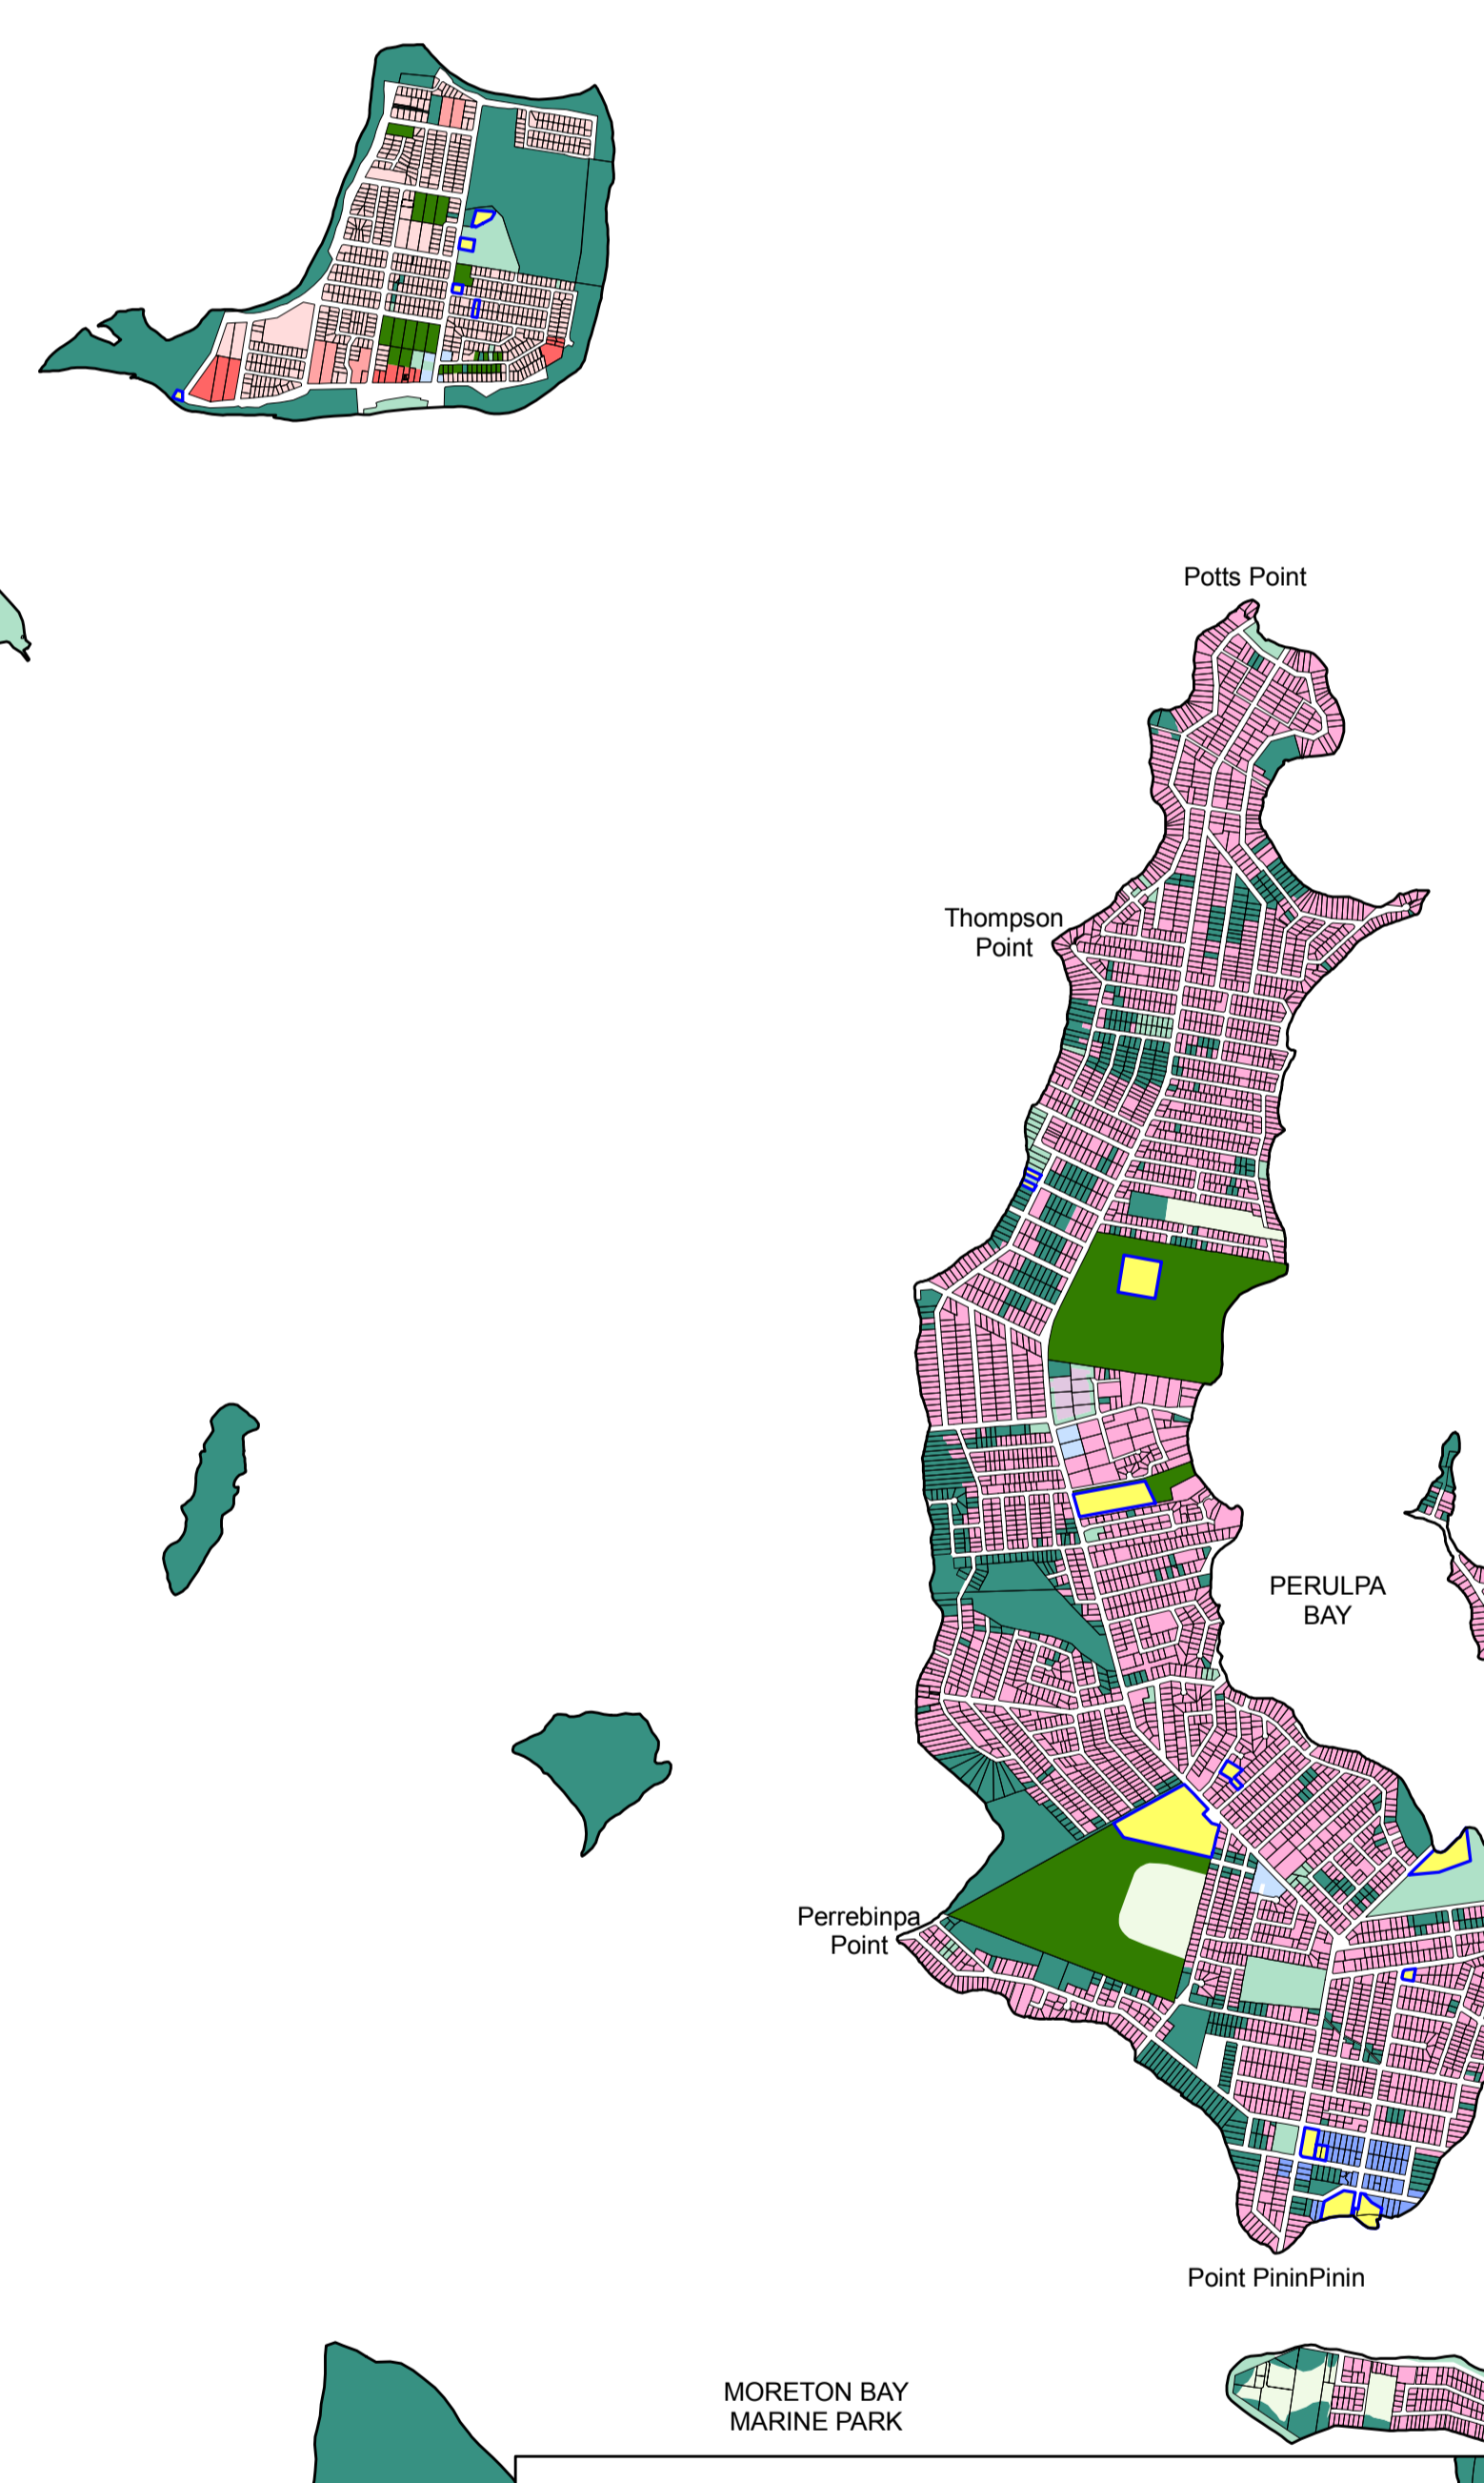 Potts Point
Thompson
Point
PERULPA
BAY
Perrebinpa
Point
Point PininPinin
MORETON BAY
MARINE PARK